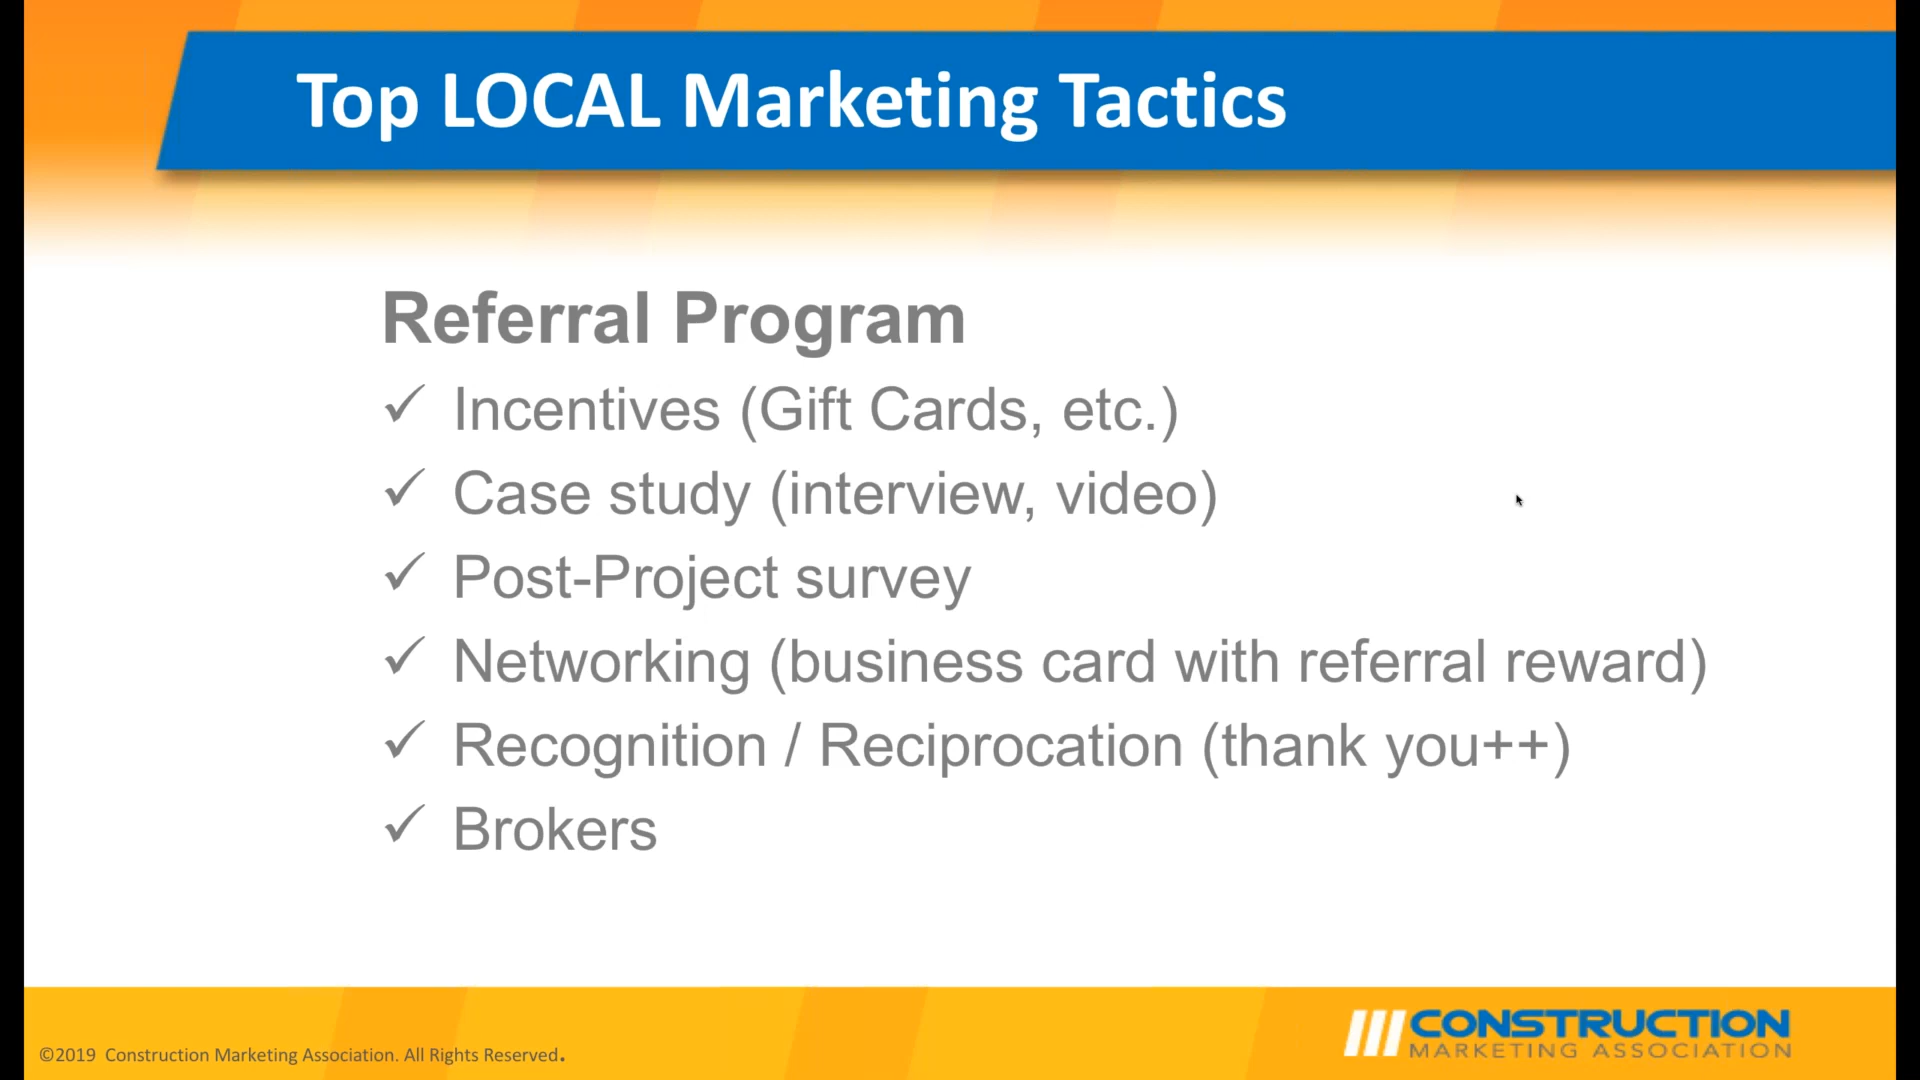 Top LOCAL Marketing Tactics
Referral Program
✓ Incentives (Gift Cards, etc.)
✓ Case study (interview, video)
✓ Post-Project survey
✓ Networking (business card with referral reward)
✓ Recognition / Reciprocation (thank you++)
✓ Brokers
©2019 Construction Marketing Association. All Rights Reserved.
CONSTRUCTION
MARKETING ASSOCIATION